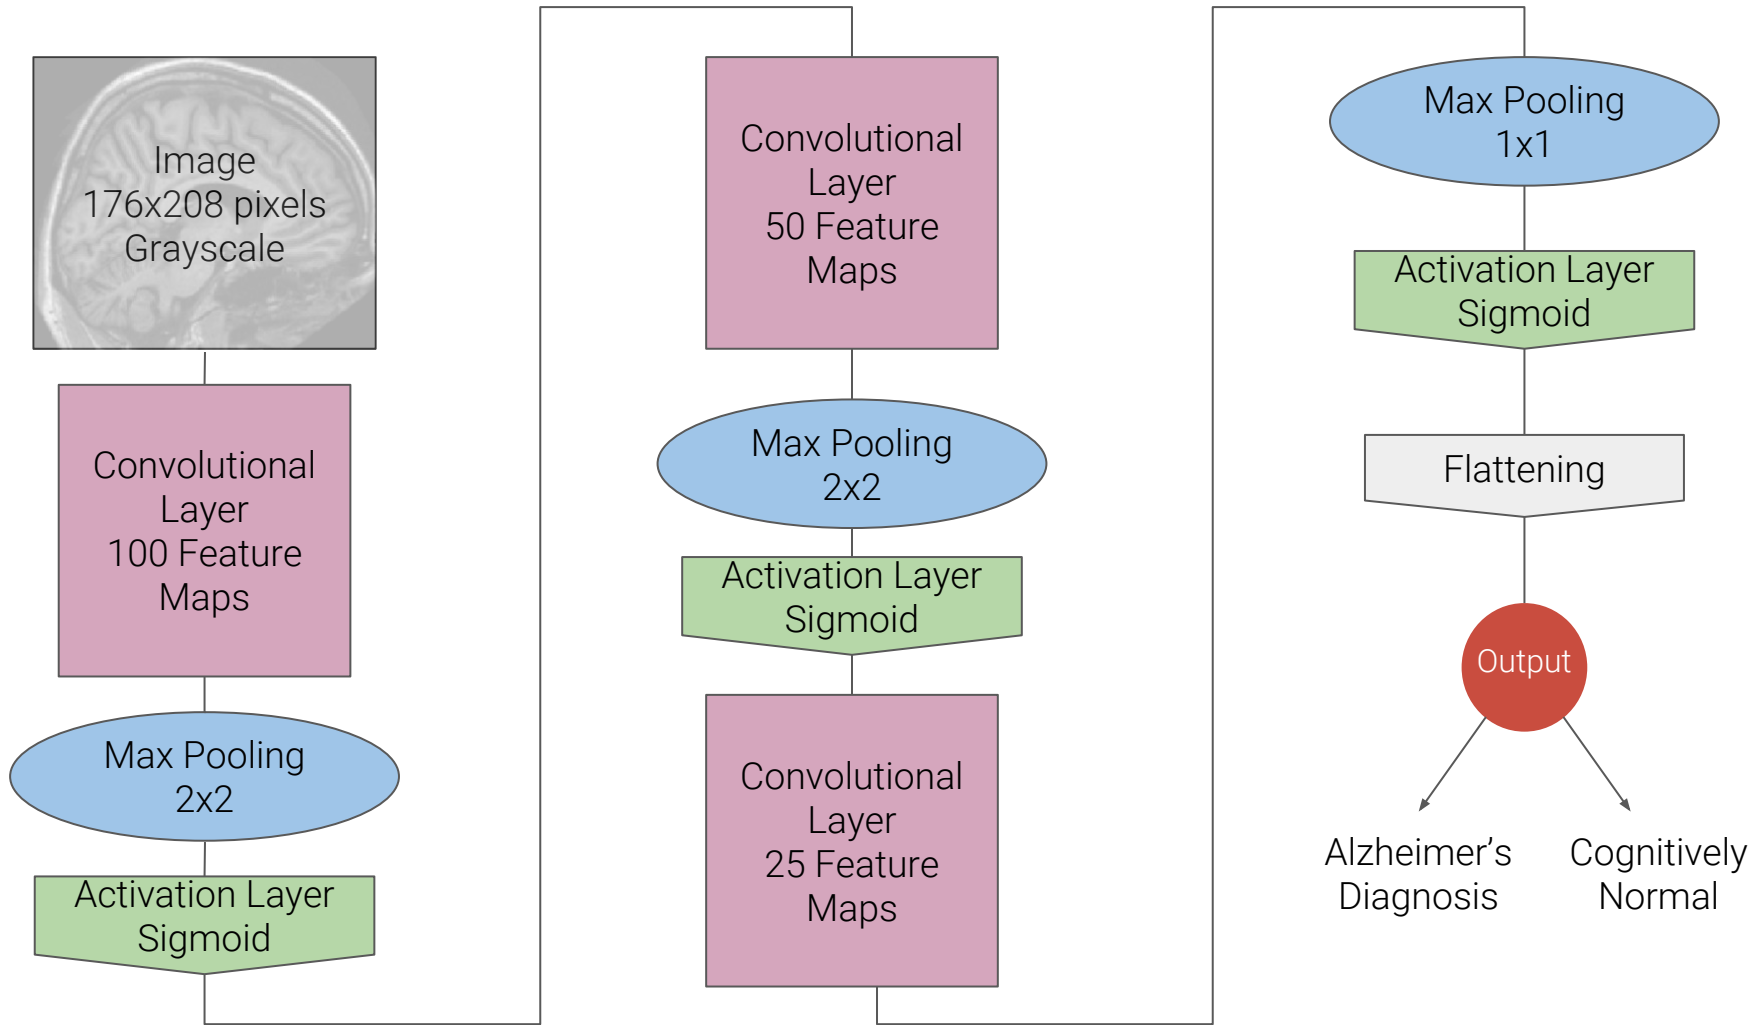 Image
176x208 pixels
Grayscale
Convolutional
Layer
100 Feature
Maps
Max Pooling
2x2
Activation Layer
Sigmoid
Convolutional
Layer
50 Feature
Maps
Max Pooling
2x2
Activation Layer
Sigmoid
Convolutional
Layer
25 Feature
Maps
Max Pooling
1x1
Activation Layer
Sigmoid
Flattening
Output
Alzheimer's
Diagnosis
Cognitively
Normal